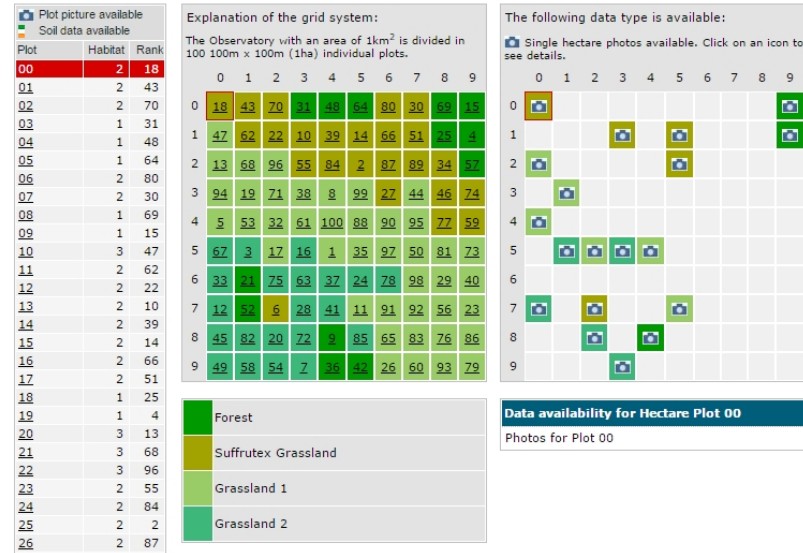 Plot picture available
Soil data available
Plot Habitat Rank
00 2 18
01 2 43
02 2 70
03 1 31
04 1 48
05 1 64
06 2 80
07 2 30
08 1 69
09 1 15
10 3 47
11 2 62
12 2 22
13 2 10
14 2 39
15 2 14
16 2 66
17 2 51
18 1 25
19 1 4
20 3 13
21 3 68
22 3 96
23 2 55
24 2 84
25 2 2
26 2 87
Explanation of the grid system:
The Observatory with an area of 1km² is divided in
100 100m x 100m (1ha) individual plots.
0 1 2 3 4 5 6 7 8 9
0 18 43 70 31 48 64 80 30 69 15
1 47 62 22 10 39 14 66 51 25 4
2 13 68 96 55 84 2 87 89 34 57
3 94 19 71 38 8 99 27 44 46 74
4 5 53 32 61 100 88 90 95 77 59
5 67 3 17 16 1 35 97 50 81 73
6 33 21 75 63 37 24 78 98 29 40
7 12 52 6 28 41 11 91 92 56 23
8 45 82 20 72 9 85 65 83 76 86
9 49 58 54 7 36 42 26 60 93 79
Forest
Suffrutex Grassland
Grassland 1
Grassland 2
The following data type is available:
Single hectare photos available. Click on an icon to
see details.
0 1 2 3 4 5 6 7 8 9
0
1
2
3
4
5
6
7
8
9
Data availability for Hectare Plot 00
Photos for Plot 00